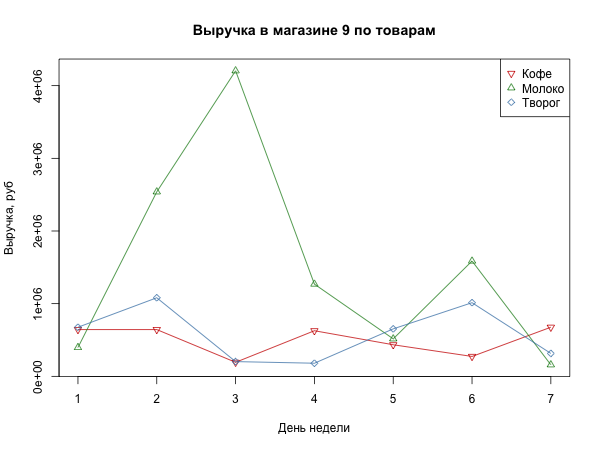 Выручка в магазине 9 по товарам
Кофе
Молоко
Творог
Выручка, руб
4e+06
3e+06
2e+06
1e+06
0e+00
1 2 3 4 5 6 7
День недели